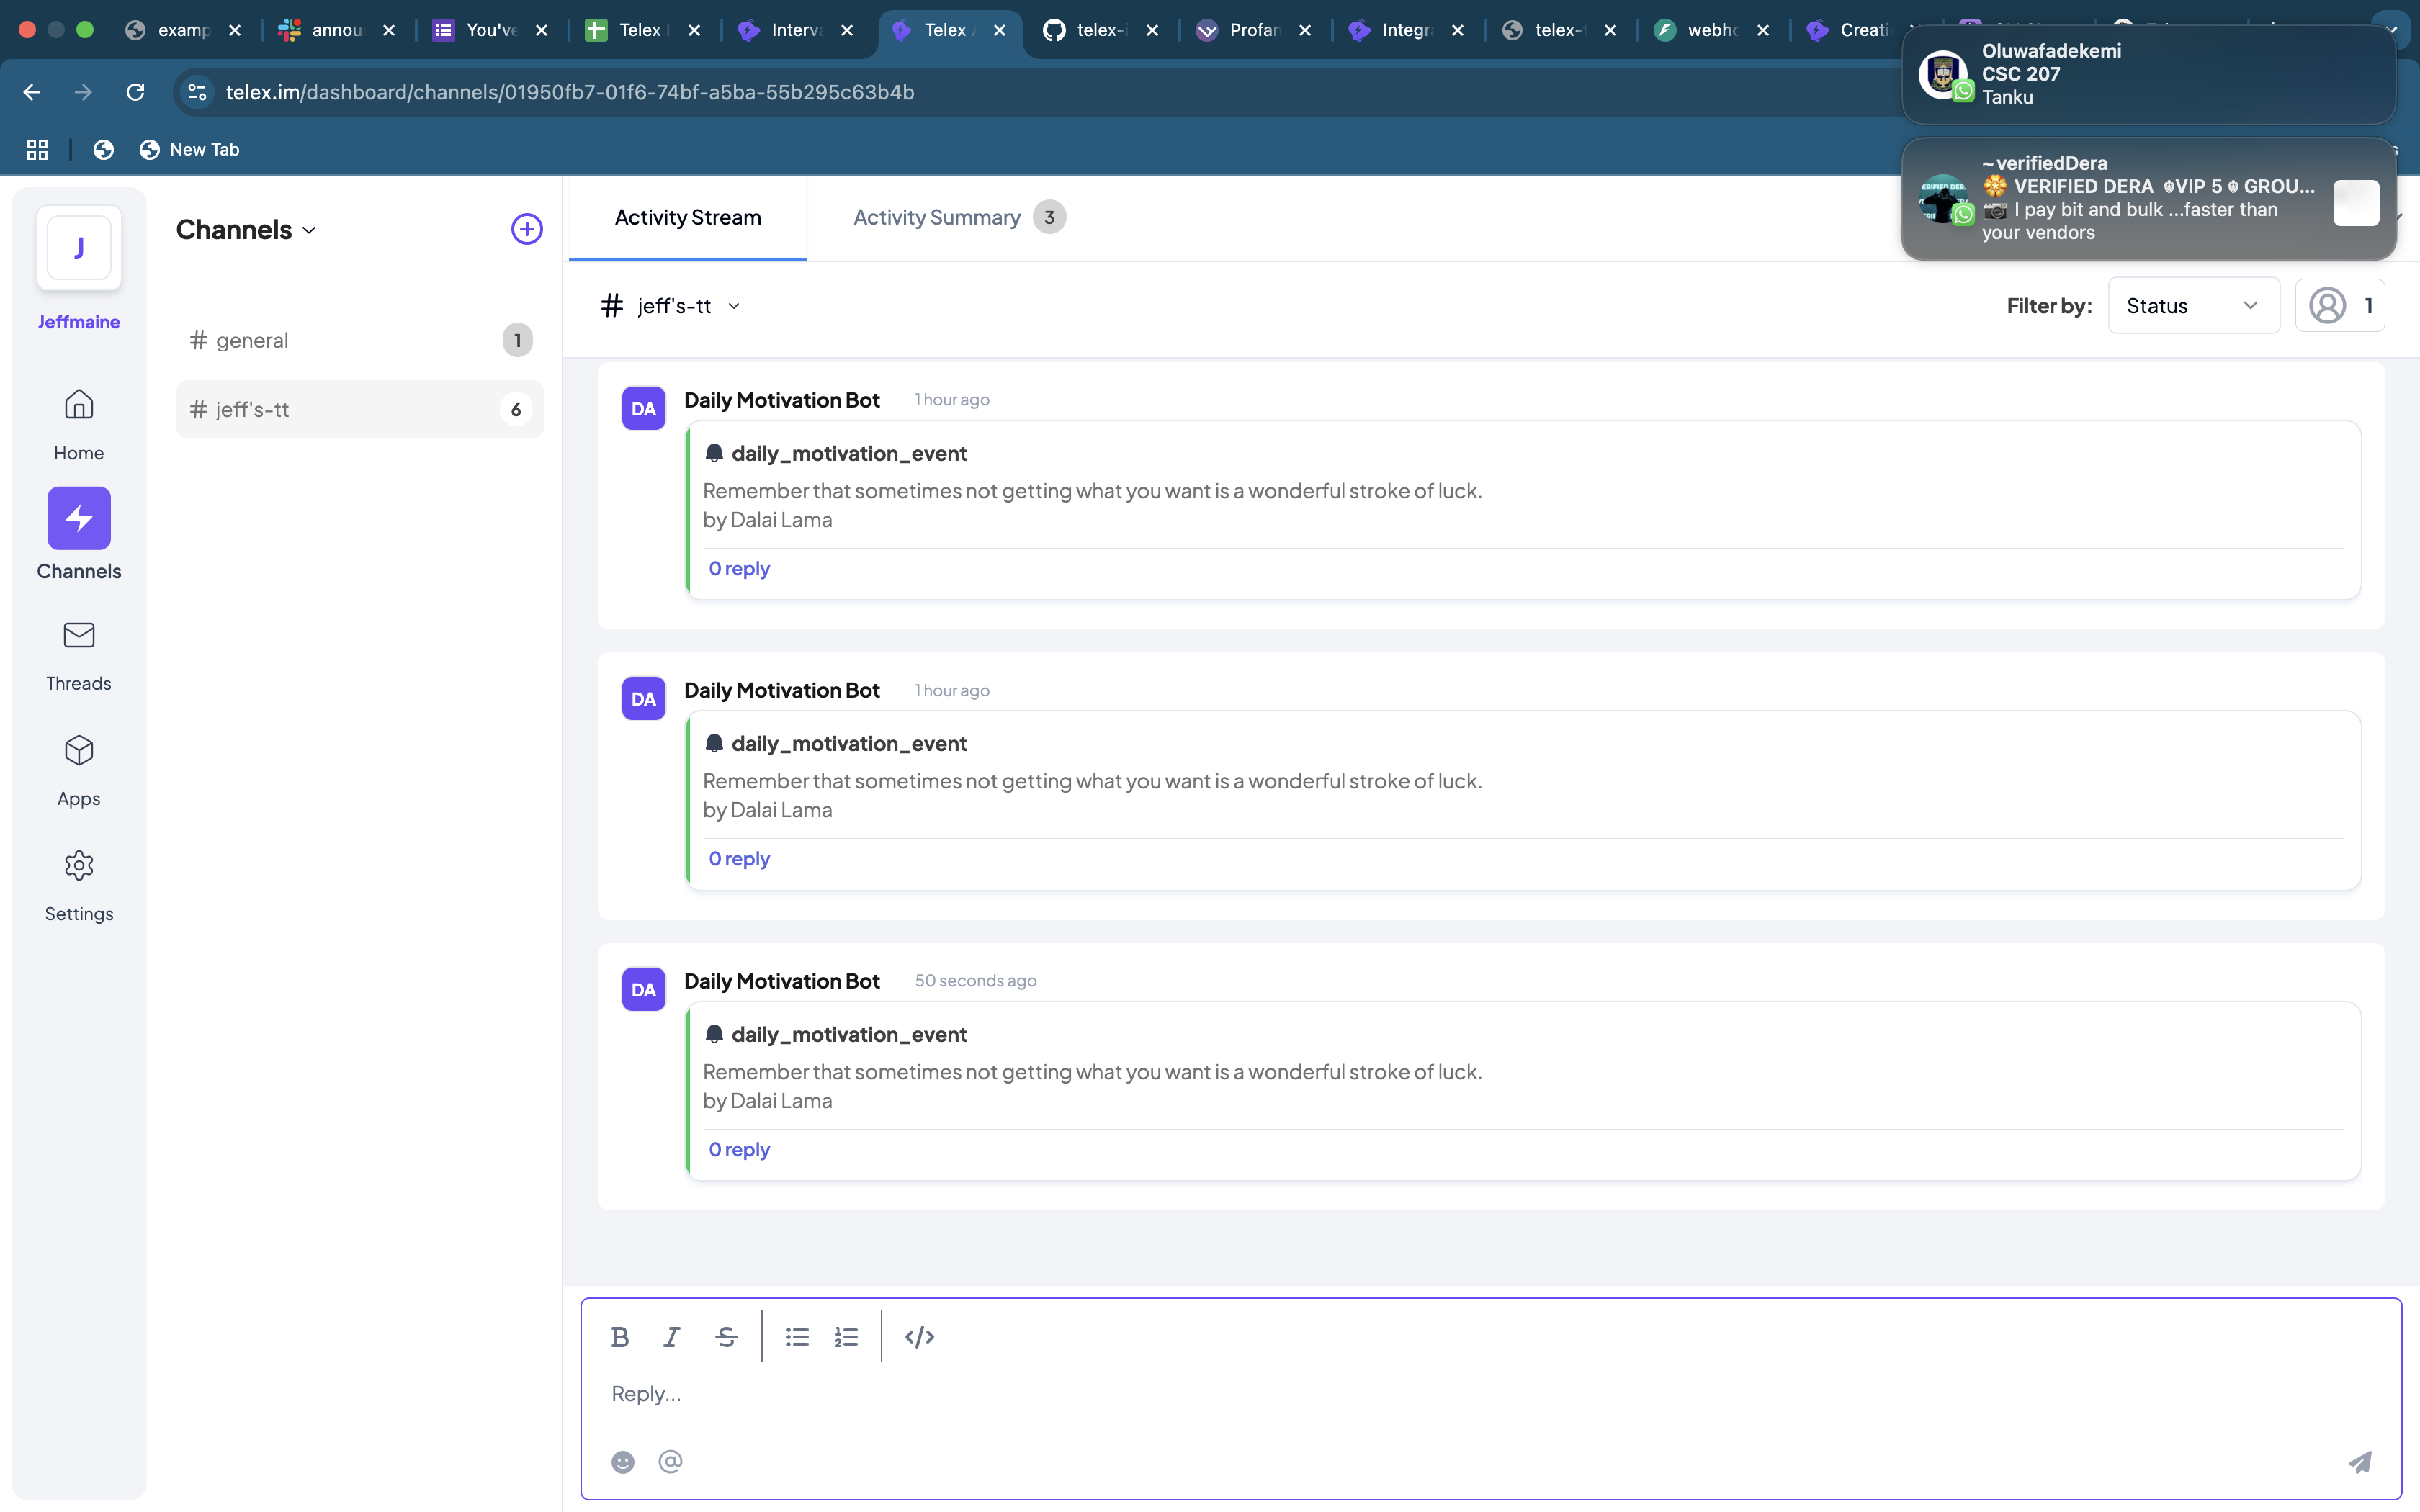 examp
annou
You've
Telex
Interv
Telex
telex-i
Profan
Integr
telex-f
webho
Creati
telex.im/dashboard/channels/01950fb7-01f6-74bf-a5ba-55b295c63b4b
New Tab
Oluwafadekemi
CSC 207
Tanku
~verifiedDera
VERIFIED DERA VIP 5 GROU...
I pay bit and bulk ...faster than
your vendors
J
Jeffmaine
Home
Channels
Threads
Apps
Settings
Channels
# general 1
# jeff's-tt 6
Activity Stream
Activity Summary 3
# jeff's-tt
Filter by: Status 1
DA Daily Motivation Bot 1 hour ago
daily_motivation_event
Remember that sometimes not getting what you want is a wonderful stroke of luck.
by Dalai Lama
0 reply
DA Daily Motivation Bot 1 hour ago
daily_motivation_event
Remember that sometimes not getting what you want is a wonderful stroke of luck.
by Dalai Lama
0 reply
DA Daily Motivation Bot 50 seconds ago
daily_motivation_event
Remember that sometimes not getting what you want is a wonderful stroke of luck.
by Dalai Lama
0 reply
Reply...